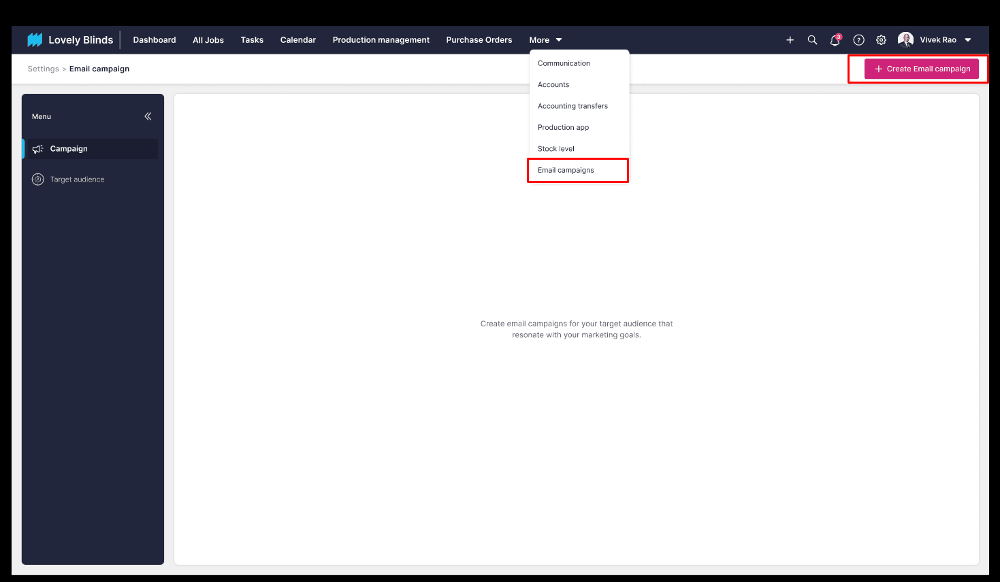 Lovely Blinds
Dashboard
All Jobs
Tasks
Calendar
Production management
Purchase Orders
More
3
?
Vivek Rao
Settings > Email campaign
+ Create Email campaign
Communication
Accounts
Accounting transfers
Production app
Stock level
Email campaigns
Menu
Campaign
Target audience
Create email campaigns for your target audience that
resonate with your marketing goals.